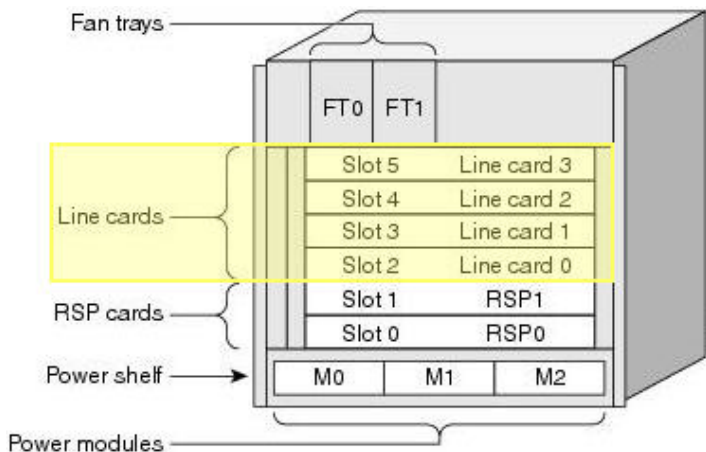 Fan trays
FT0 FT1
Slot 5 Line card 3
Slot 4 Line card 2
Line cards
Slot 3 Line card 1
Slot 2 Line card 0
RSP cards
Slot 1 RSP1
Slot 0 RSP0
Power shelf
M0 M1 M2
Power modules